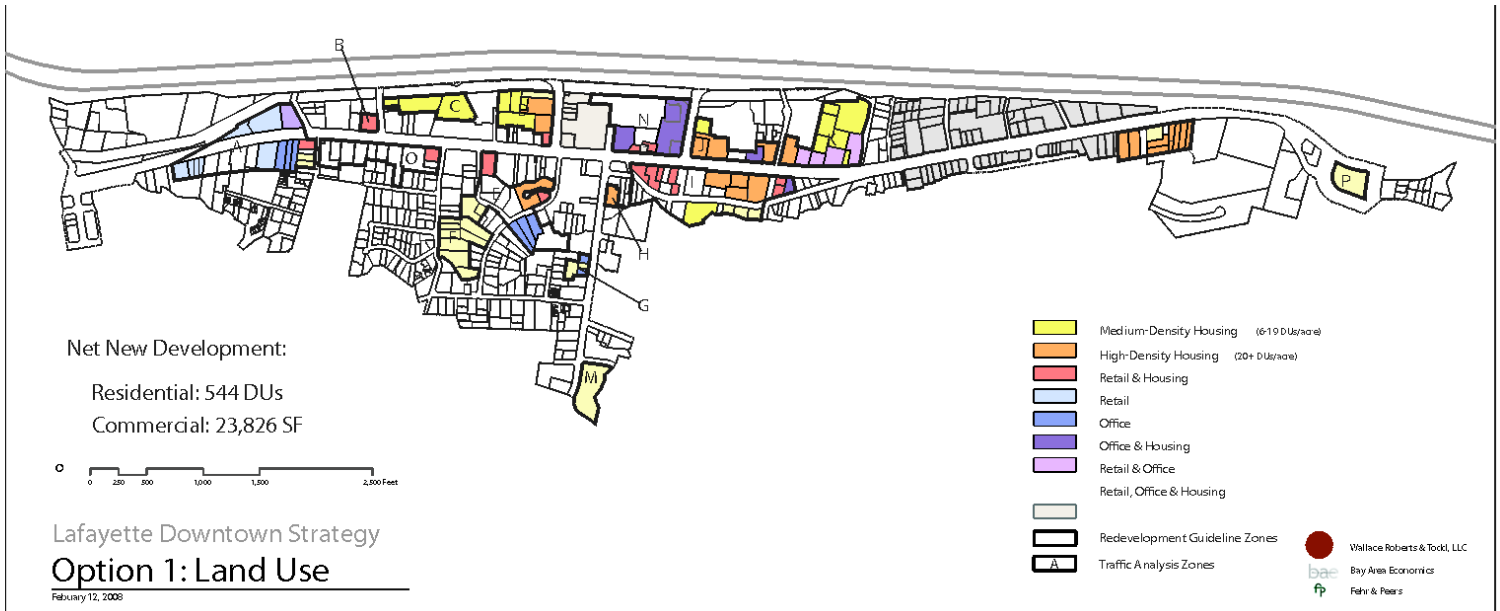 B
C
N
A
O
J
K
I
E
F
H
G
M
P
Net New Development:
Residential: 544 DUs
Commercial: 23,826 SF
0 250 500 1,000 1,500 2,500 Feet
Lafayette Downtown Strategy
Option 1: Land Use
Febuary 12, 2008
Medium-Density Housing (6-19 DUs/acre)
High-Density Housing (20+ DUs/acre)
Retail & Housing
Retail
Office
Office & Housing
Retail & Office
Retail, Office & Housing
Redevelopment Guideline Zones
A Traffic Analysis Zones
Wallace Roberts & Todd, LLC
bae Bay Area Economics
fp Fehr & Peers